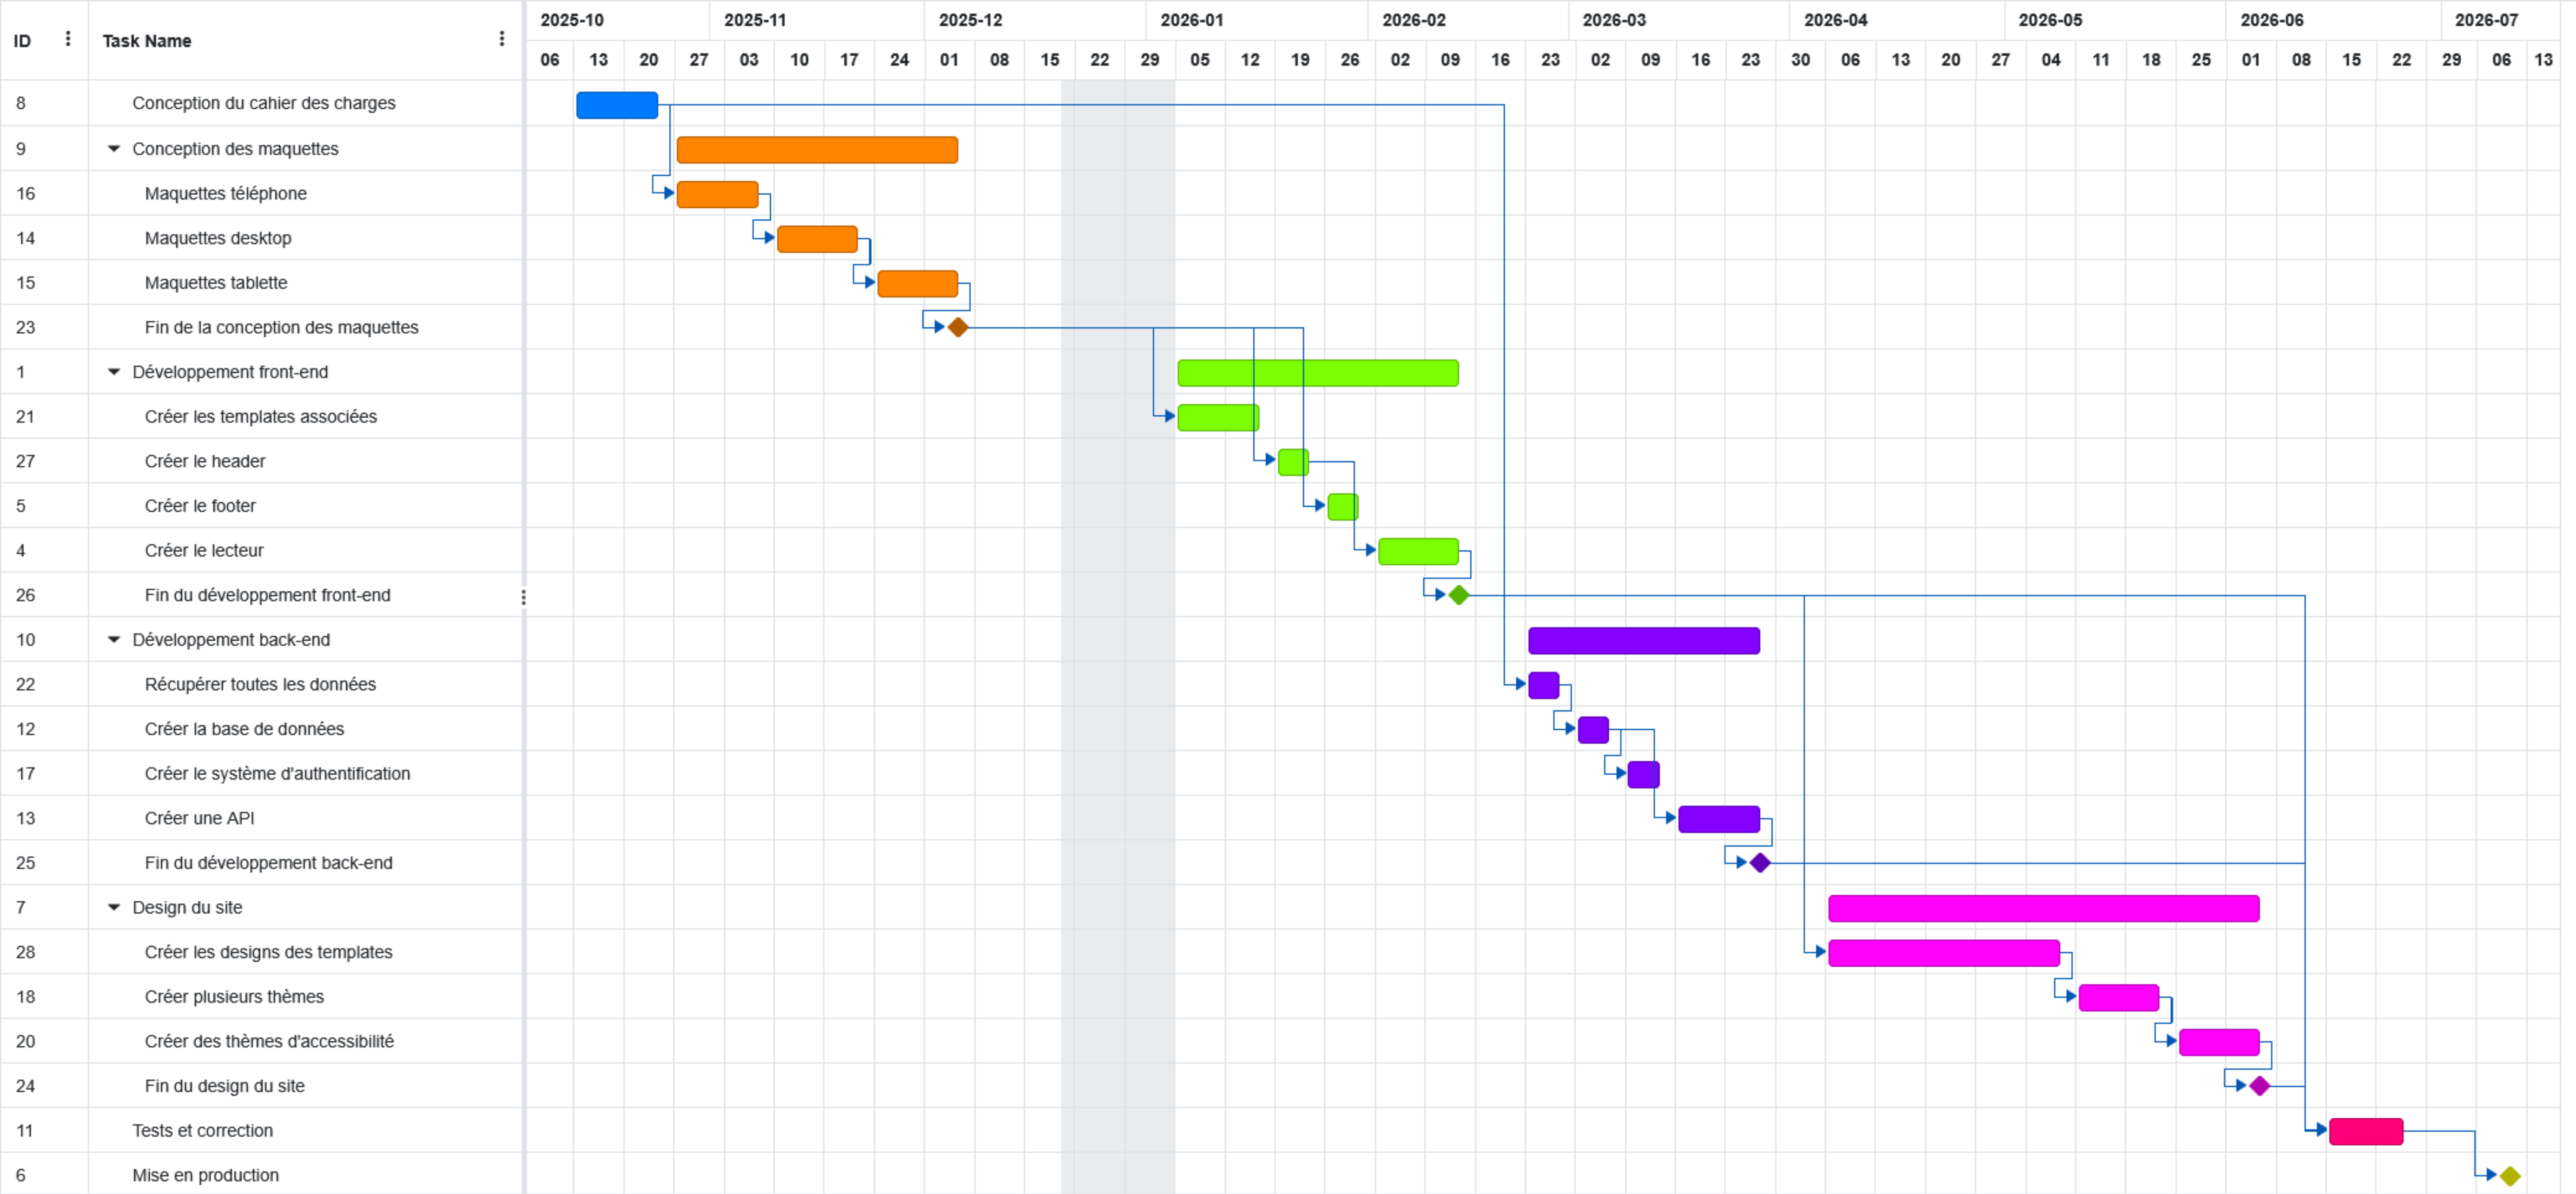 ID Task Name 2025-10 2025-11 2025-12 2026-01 2026-02 2026-03 2026-04 2026-05 2026-06 2026-07
06 13 20 27 03 10 17 24 01 08 15 22 29 05 12 19 26 02 09 16 23 02 09 16 23 30 06 13 20 27 04 11 18 25 01 08 15 22 29 06 13
8 Conception du cahier des charges
9 Conception des maquettes
16 Maquettes téléphone
14 Maquettes desktop
15 Maquettes tablette
23 Fin de la conception des maquettes
1 Développement front-end
21 Créer les templates associées
27 Créer le header
5 Créer le footer
4 Créer le lecteur
26 Fin du développement front-end
10 Développement back-end
22 Récupérer toutes les données
12 Créer la base de données
17 Créer le système d'authentification
13 Créer une API
25 Fin du développement back-end
7 Design du site
28 Créer les designs des templates
18 Créer plusieurs thèmes
20 Créer des thèmes d'accessibilité
24 Fin du design du site
11 Tests et correction
6 Mise en production